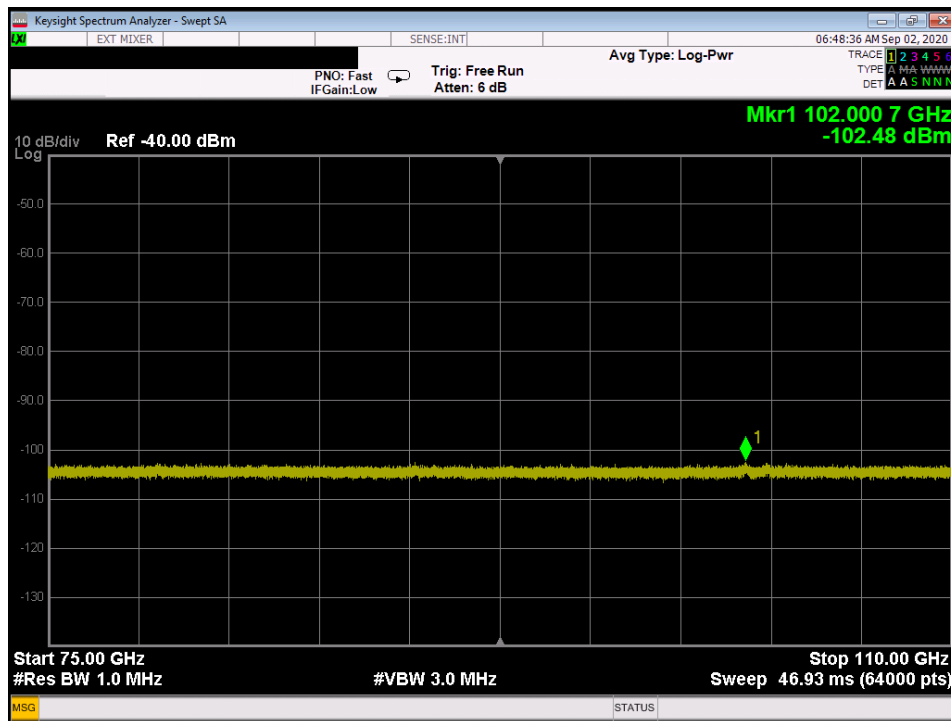 Keysight Spectrum Analyzer - Swept SA
LXI EXT MIXER SENSE:INT 06:48:36 AM Sep 02, 2020
PNO: Fast
IFGain:Low
Trig: Free Run
Atten: 6 dB
Avg Type: Log-Pwr
TRACE 1 2 3 4 5 6
TYPE A MA WWW
DET A A S N N N
Mkr1 102.000 7 GHz
-102.48 dBm
10 dB/div Ref -40.00 dBm
Log
-50.0
-60.0
-70.0
-80.0
-90.0
-100
1
-110
-120
-130
Start 75.00 GHz Stop 110.00 GHz
#Res BW 1.0 MHz #VBW 3.0 MHz Sweep 46.93 ms (64000 pts)
MSG STATUS